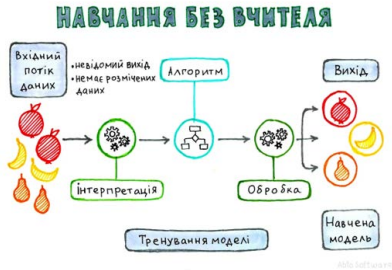 НАВЧАННЯ БЕЗ ВЧИТЕЛЯ
Вхідний
потік
даних
• невідомий вихід
• немає розмічених
даних
Алгоритм
Вихід
Інтерпретація
Обробка
Тренування моделі
Навчена
модель